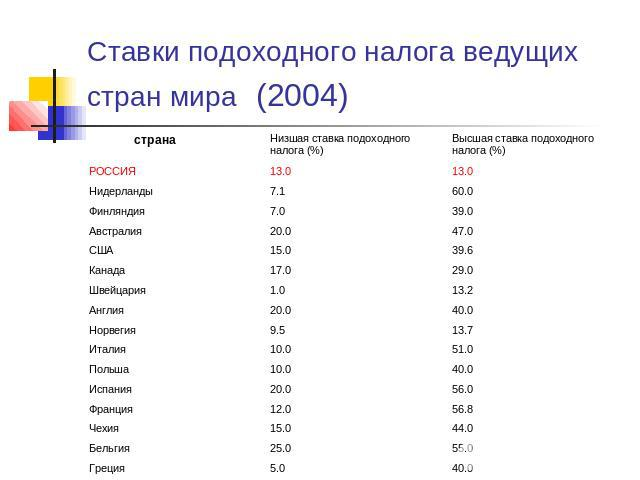 Ставки подоходного налога ведущих
стран мира (2004)
страна Низшая ставка подоходного налога (%) Высшая ставка подоходного налога (%)
РОССИЯ 13.0 13.0
Нидерланды 7.1 60.0
Финляндия 7.0 39.0
Австралия 20.0 47.0
США 15.0 39.6
Канада 17.0 29.0
Швейцария 1.0 13.2
Англия 20.0 40.0
Норвегия 9.5 13.7
Италия 10.0 51.0
Польша 10.0 40.0
Испания 20.0 56.0
Франция 12.0 56.8
Чехия 15.0 44.0
Бельгия 25.0 55.0
Греция 5.0 40.0